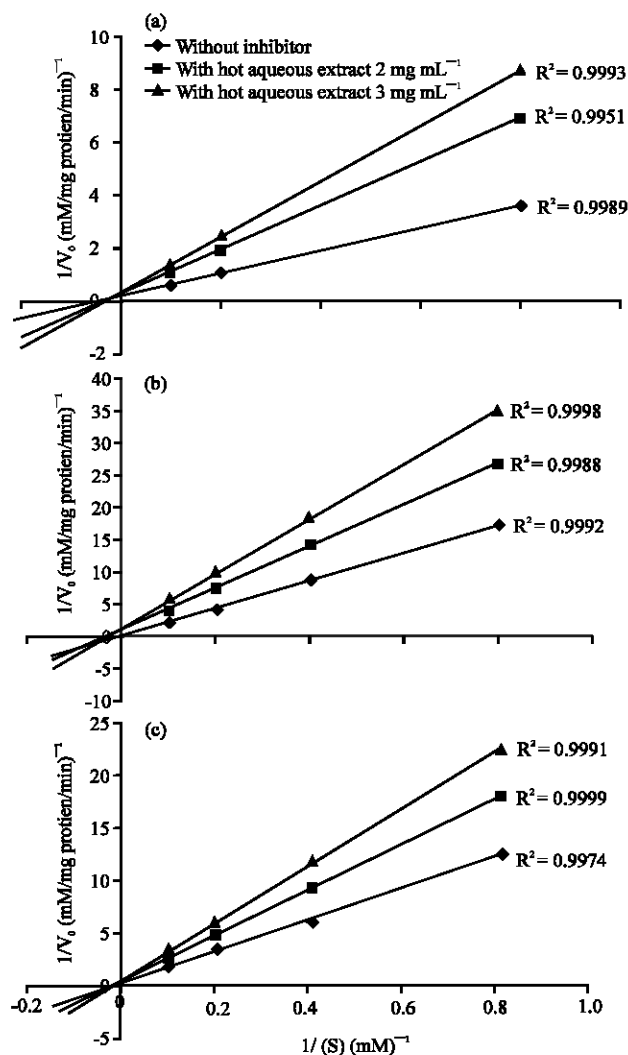 (a)
10
8
6
4
2
0
-2
Without inhibitor
With hot aqueous extract 2 mg mL⁻¹
With hot aqueous extract 3 mg mL⁻¹
R² = 0.9993
R² = 0.9951
R² = 0.9989
1/V₀ (mM/mg protien/min)⁻¹
(b)
40
35
30
25
20
15
10
5
0
-5
-10
R² = 0.9998
R² = 0.9988
R² = 0.9992
1/V₀ (mM/mg protien/min)⁻¹
(c)
25
20
15
10
5
0
-5
R² = 0.9991
R² = 0.9999
R² = 0.9974
1/V₀ (mM/mg protien/min)⁻¹
-0.2 0 0.2 0.4 0.6 0.8 1.0
1/ (S) (mM)⁻¹